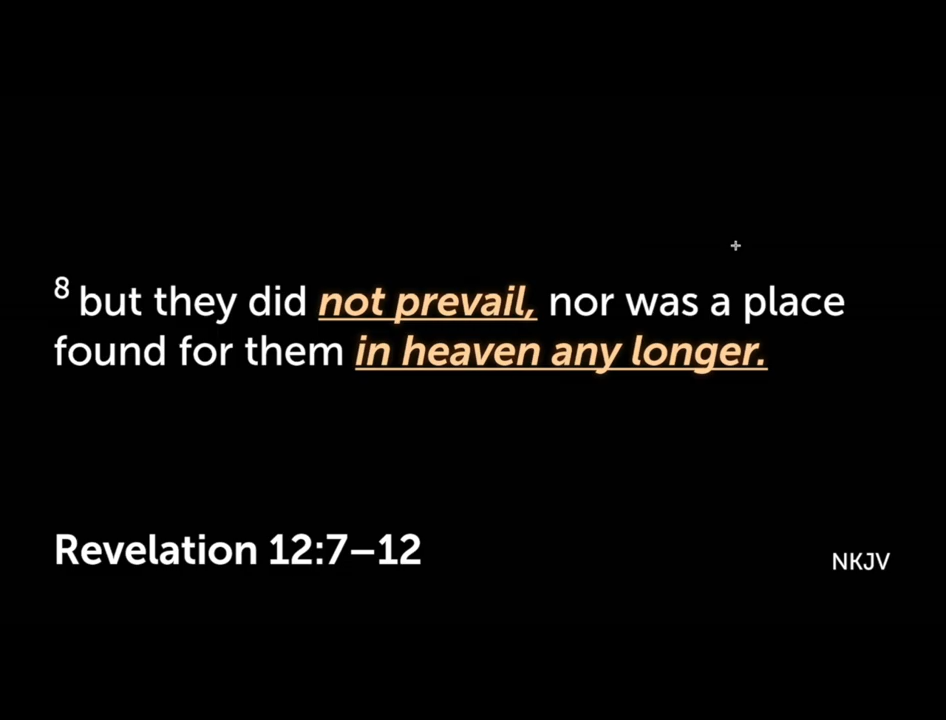 8 but they did not prevail, nor was a place
found for them in heaven any longer.
Revelation 12:7–12
NKJV